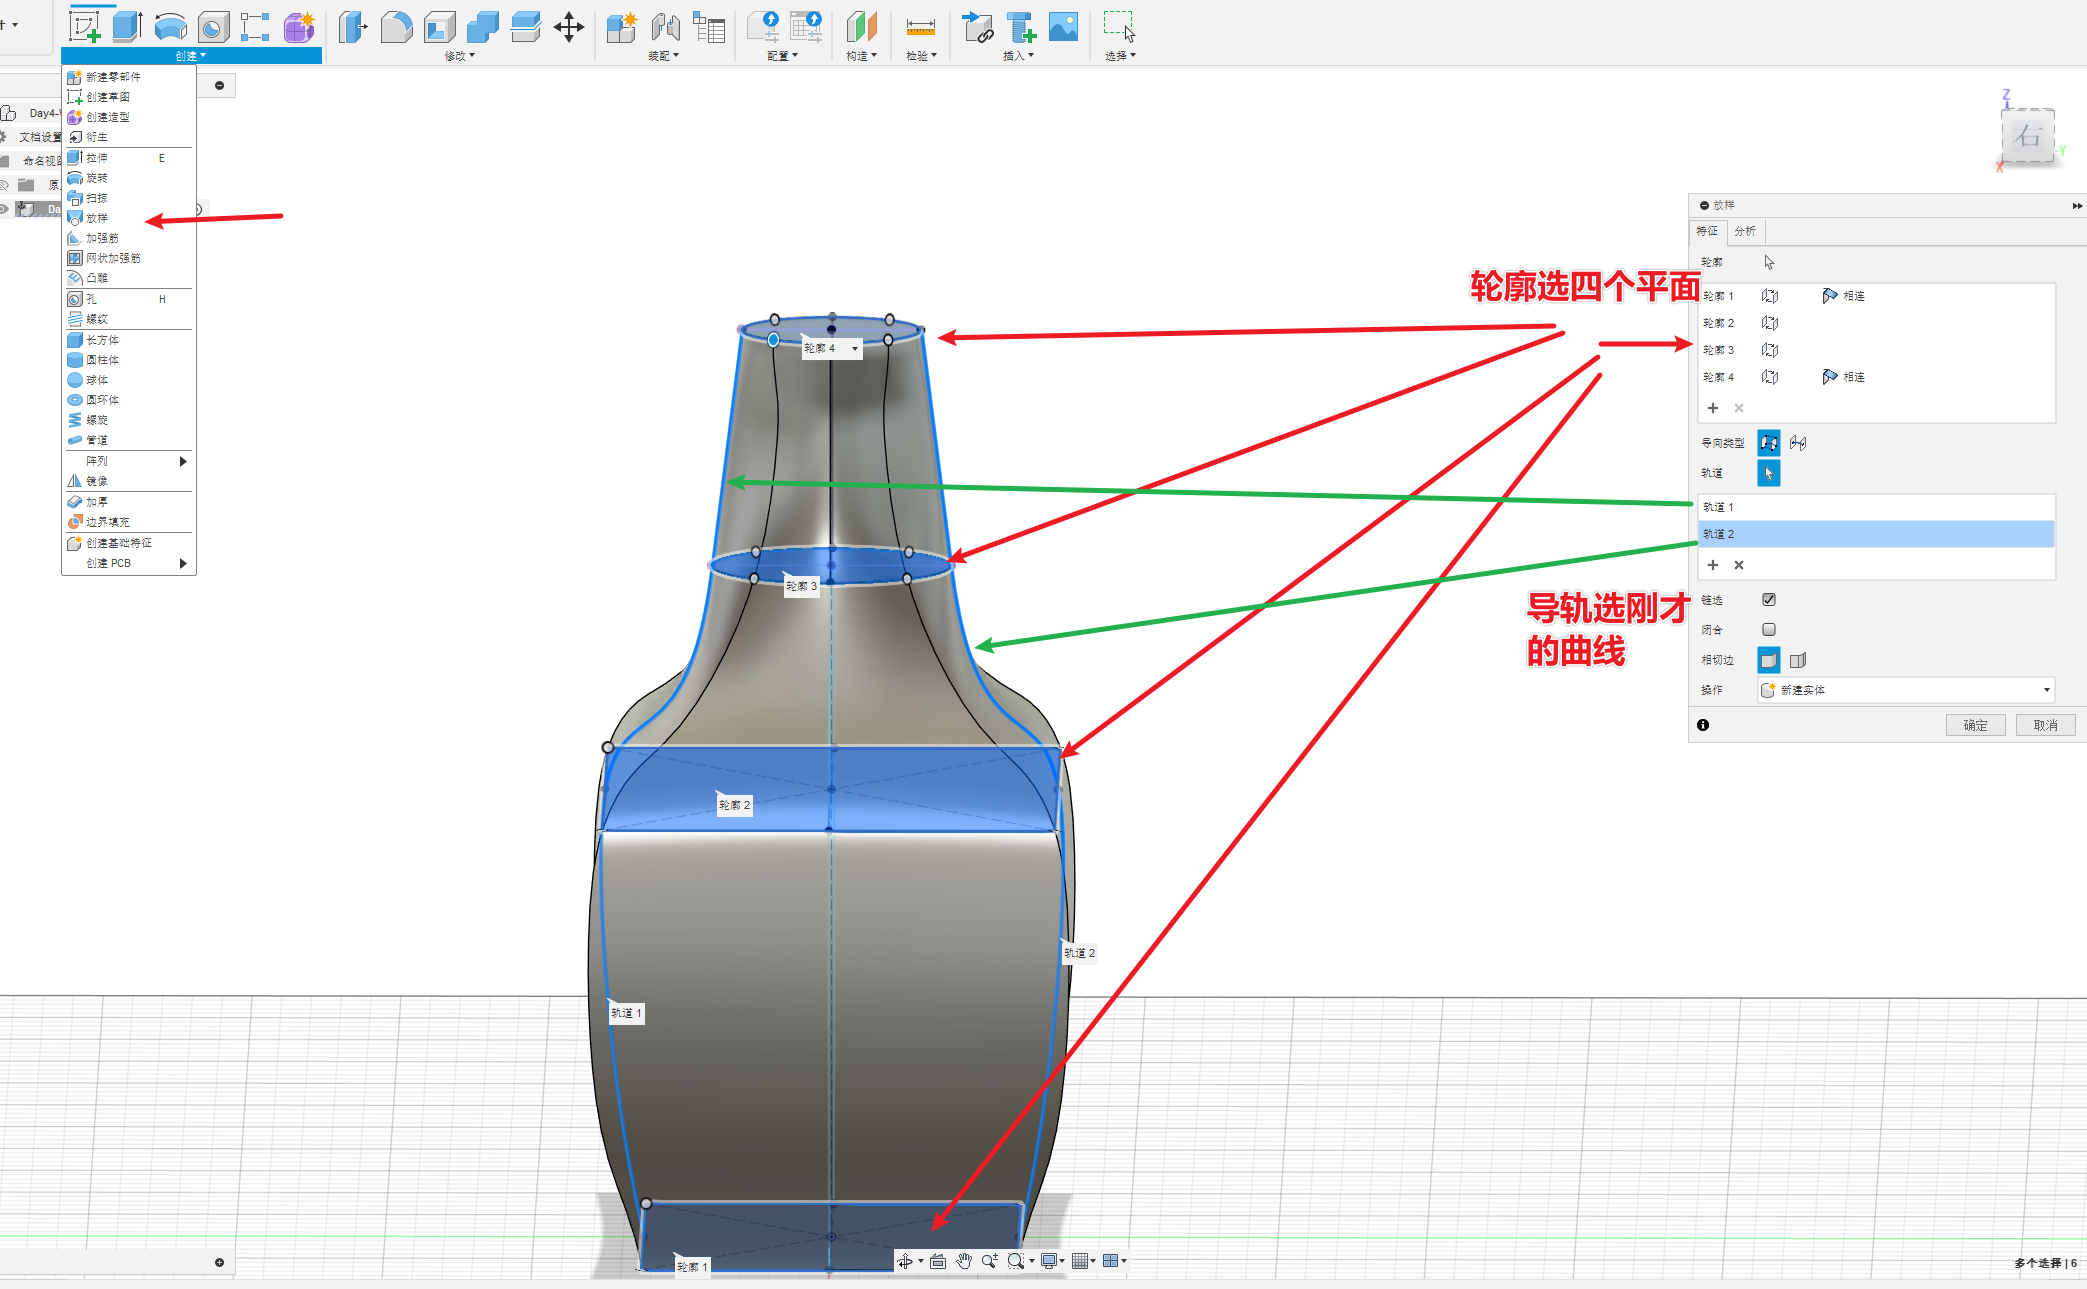 创建
修改
装配
配置
构造
检验
插入
选择
新建零部件
创建草图
创建造型
衍生
拉伸 E
旋转
扫掠
放样
加强筋
网状加强筋
凸雕
孔 H
螺纹
长方体
圆柱体
球体
圆环体
螺旋
管道
阵列
镜像
加厚
边界填充
创建基础特征
创建 PCB
Day4-
文档设置
命名视图
Da
Z
右
Y
X
轮廓选四个平面
导轨选刚才
的曲线
轮廓 4
轮廓 3
轮廓 2
轨道 2
轨道 1
轮廓 1
放样
特征 分析
轮廓
轮廓 1 相连
轮廓 2
轮廓 3
轮廓 4 相连
导向类型
轨道
轨道 1
轨道 2
链选
闭合
相切边
操作 新建实体
确定 取消
多个选择 | 6